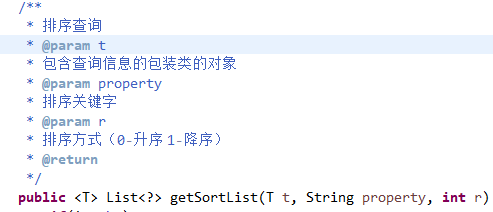 /**
* 排序查询
* @param t
* 包含查询信息的包装类的对象
* @param property
* 排序关键字
* @param r
* 排序方式（0-升序 1-降序）
* @return
*/
public <T> List<?> getSortList(T t, String property, int r)